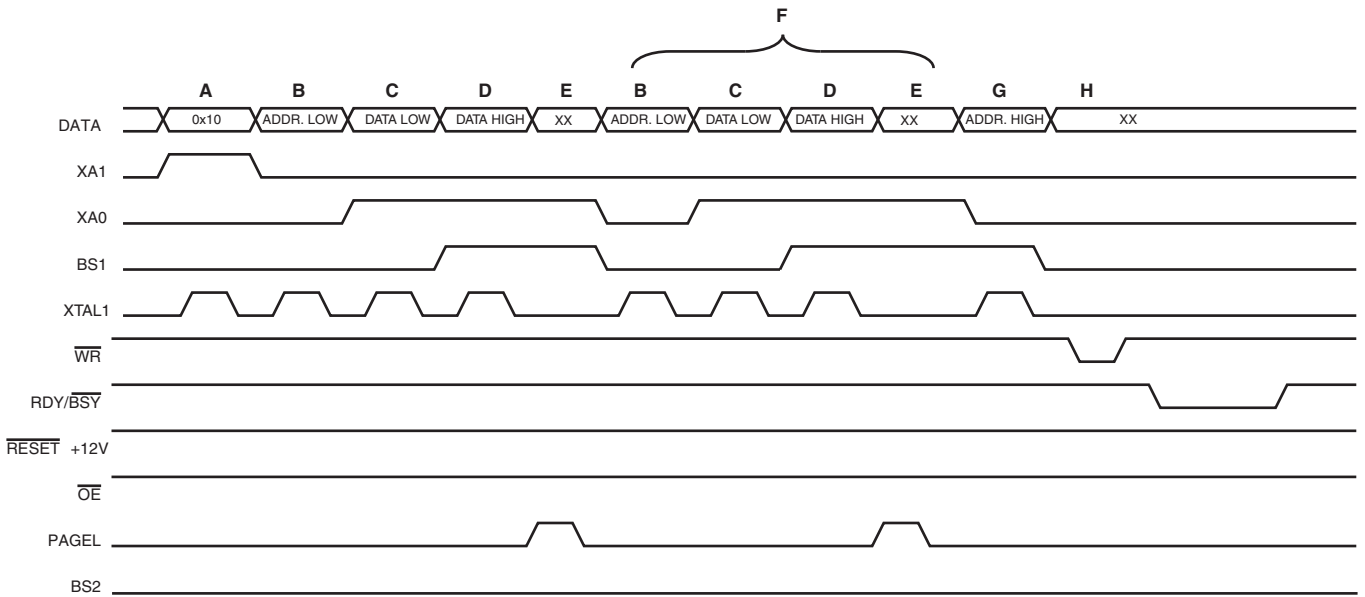 F
A B C D E B C D E G H
DATA 0x10 ADDR. LOW DATA LOW DATA HIGH XX ADDR. LOW DATA LOW DATA HIGH XX ADDR. HIGH XX
XA1
XA0
BS1
XTAL1
WR
RDY/BSY
RESET +12V
OE
PAGEL
BS2